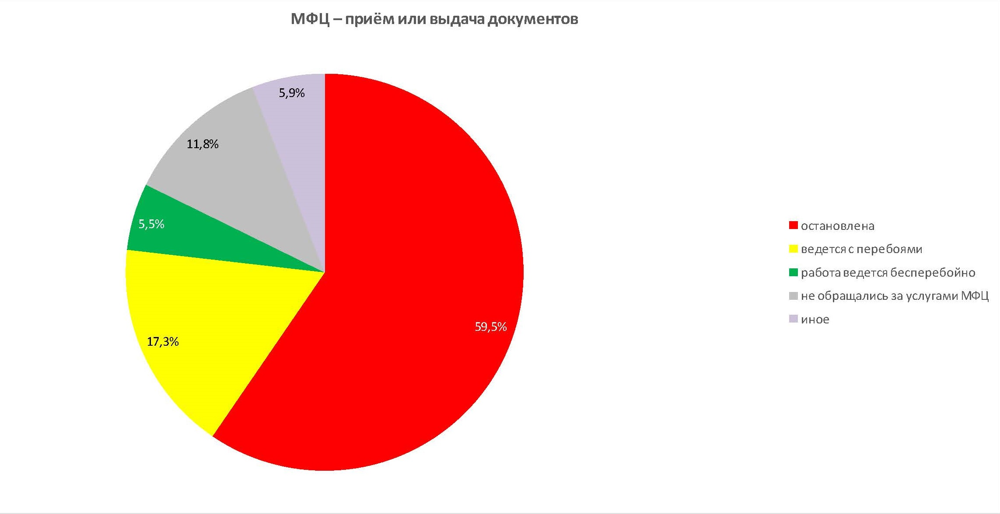 МФЦ – приём или выдача документов
5,9%
11,8%
5,5%
17,3%
59,5%
остановлена
ведется с перебоями
работа ведется бесперебойно
не обращались за услугами МФЦ
иное